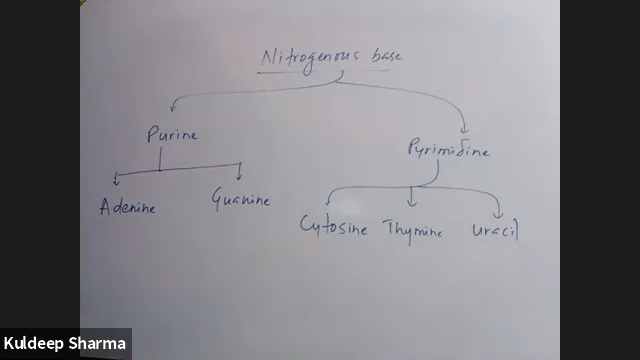 Nitrogenous base
Purine
Pyrimidine
Adenine
Guanine
Cytosine Thymine Uracil
Kuldeep Sharma